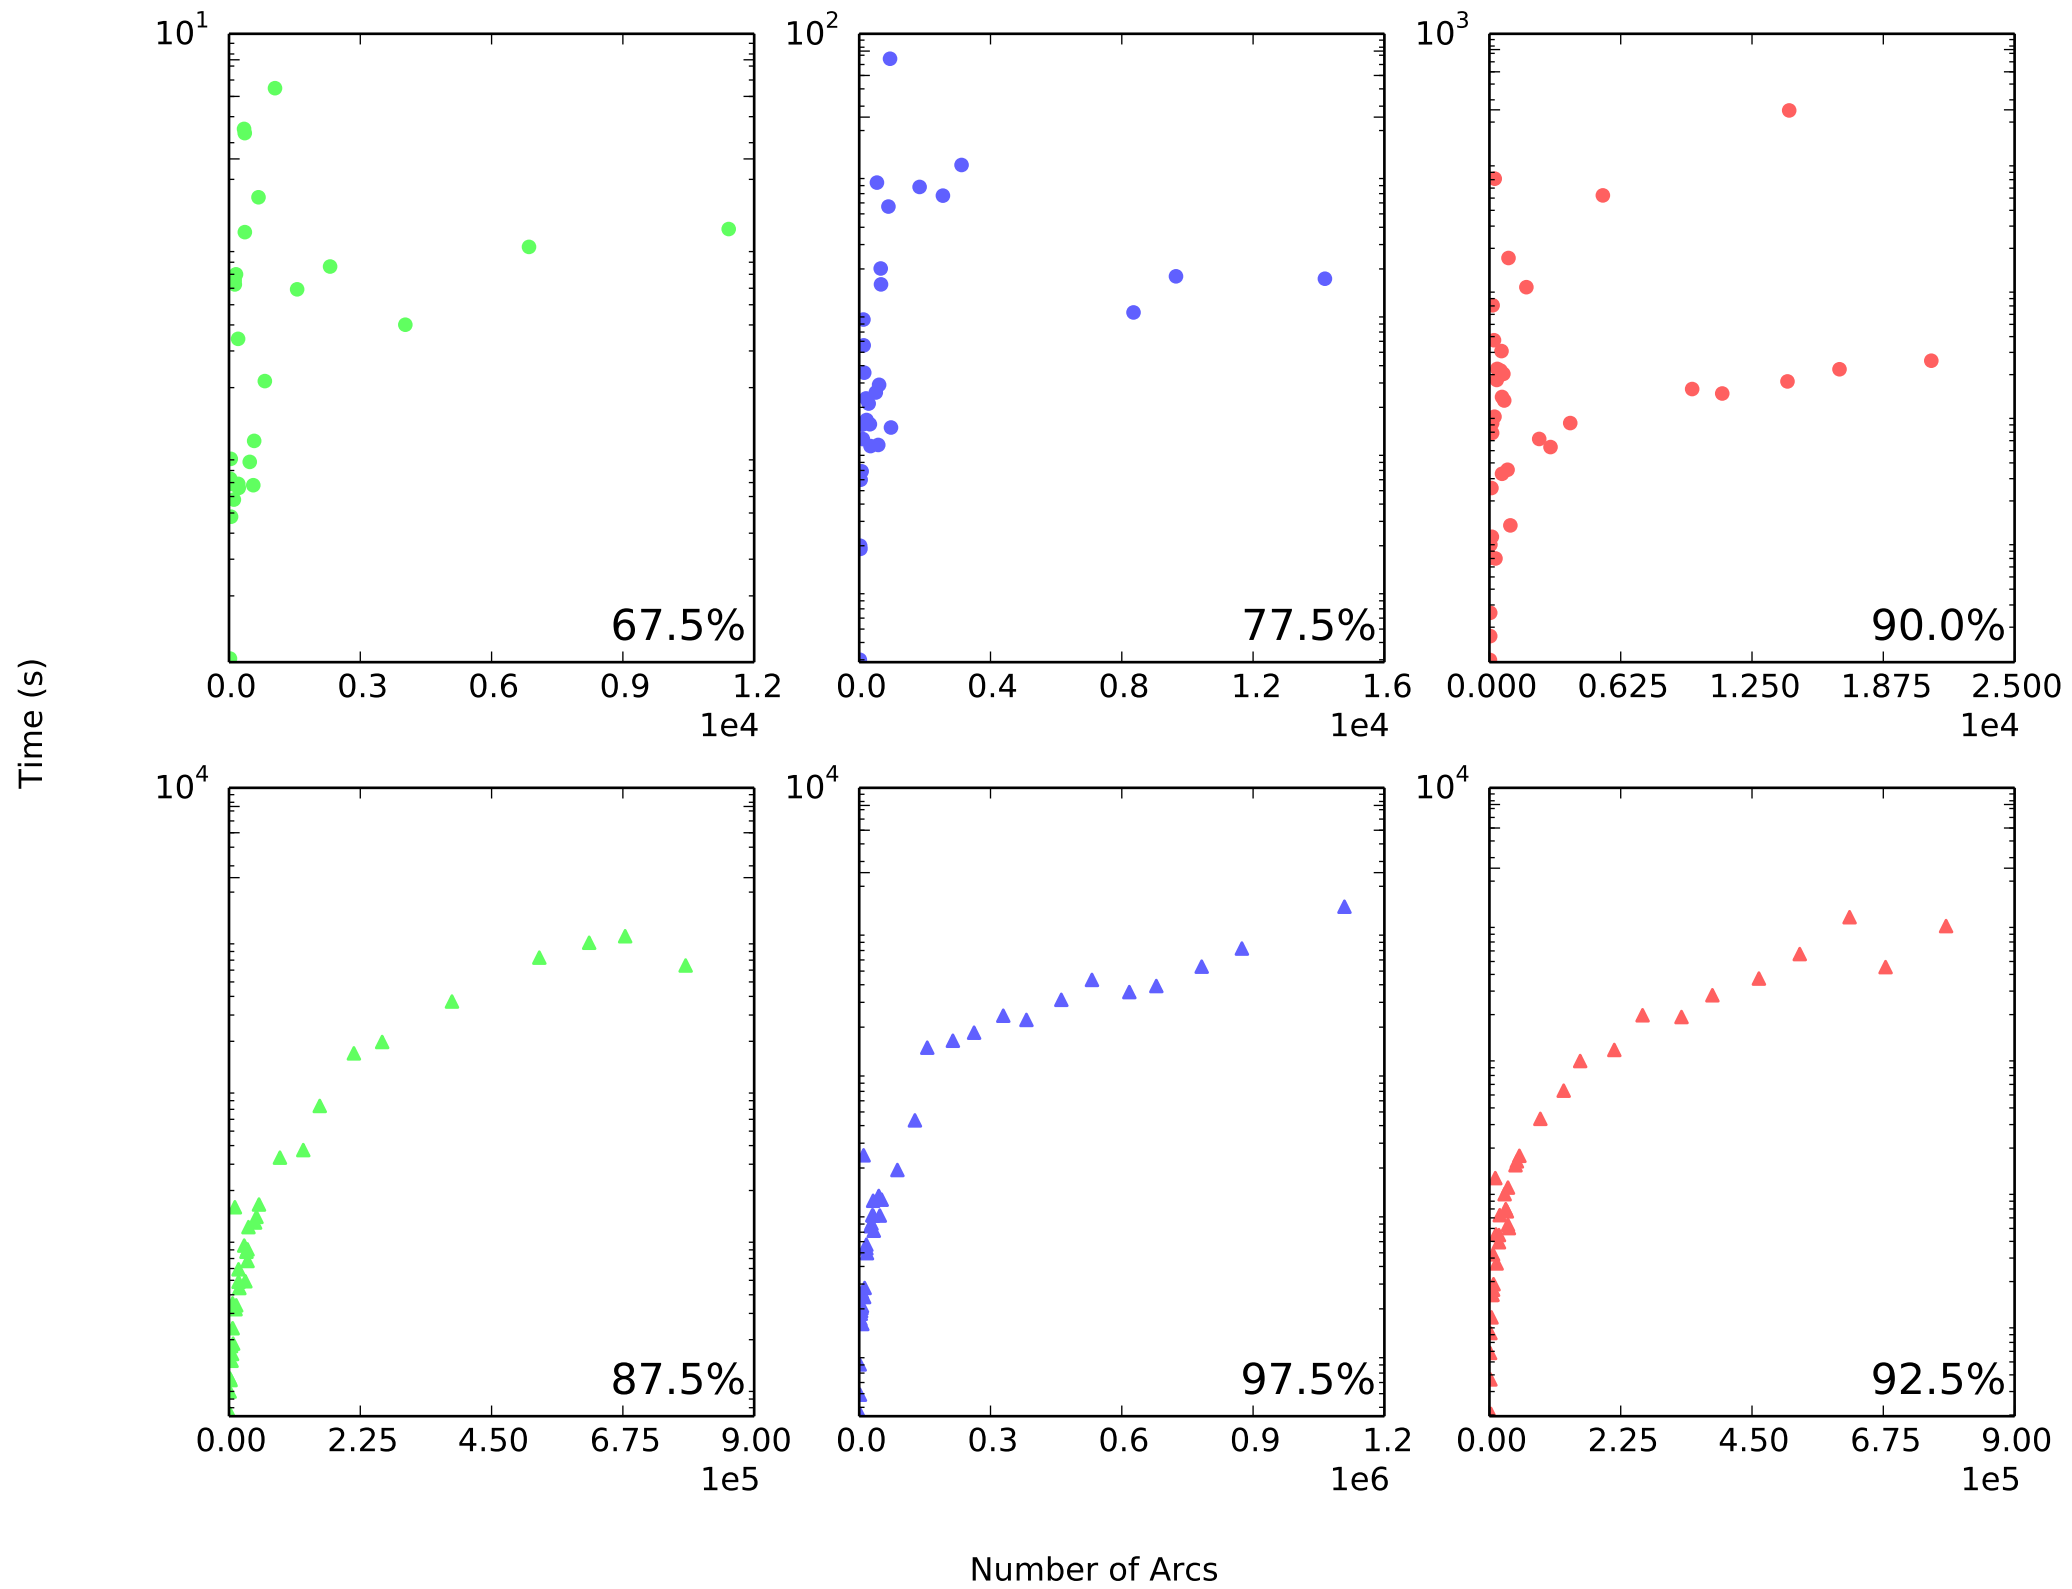 10^1 10^2 10^3
67.5% 77.5% 90.0%
0.0 0.3 0.6 0.9 1.2 0.0 0.4 0.8 1.2 1.6 0.000 0.625 1.250 1.875 2.500
1e4 1e4 1e4
Time (s)
10^4 10^4 10^4
87.5% 97.5% 92.5%
0.00 2.25 4.50 6.75 9.00 0.0 0.3 0.6 0.9 1.2 0.00 2.25 4.50 6.75 9.00
1e5 1e6 1e5
Number of Arcs